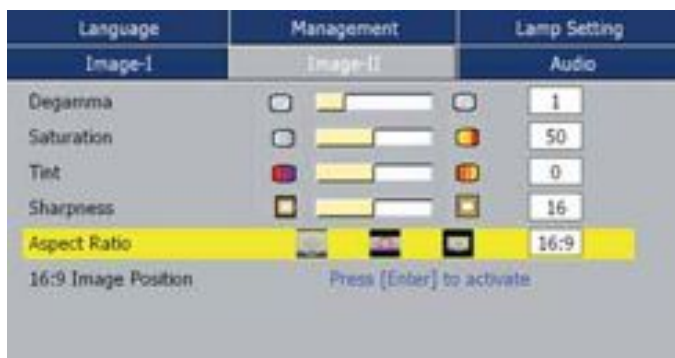 Language Management Lamp Setting
Image-I Image-II Audio
Degamma 1
Saturation 50
Tint 0
Sharpness 16
Aspect Ratio 16:9
16:9 Image Position Press [Enter] to activate